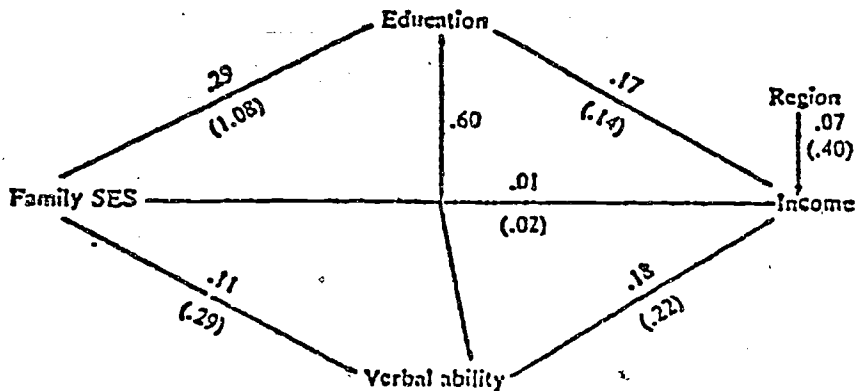 Education
.29
(1.08)
.17
(.14)
Region
.07
(.40)
.60
Family SES
.01
(.02)
Income
.11
(.29)
.18
(.22)
Verbal ability